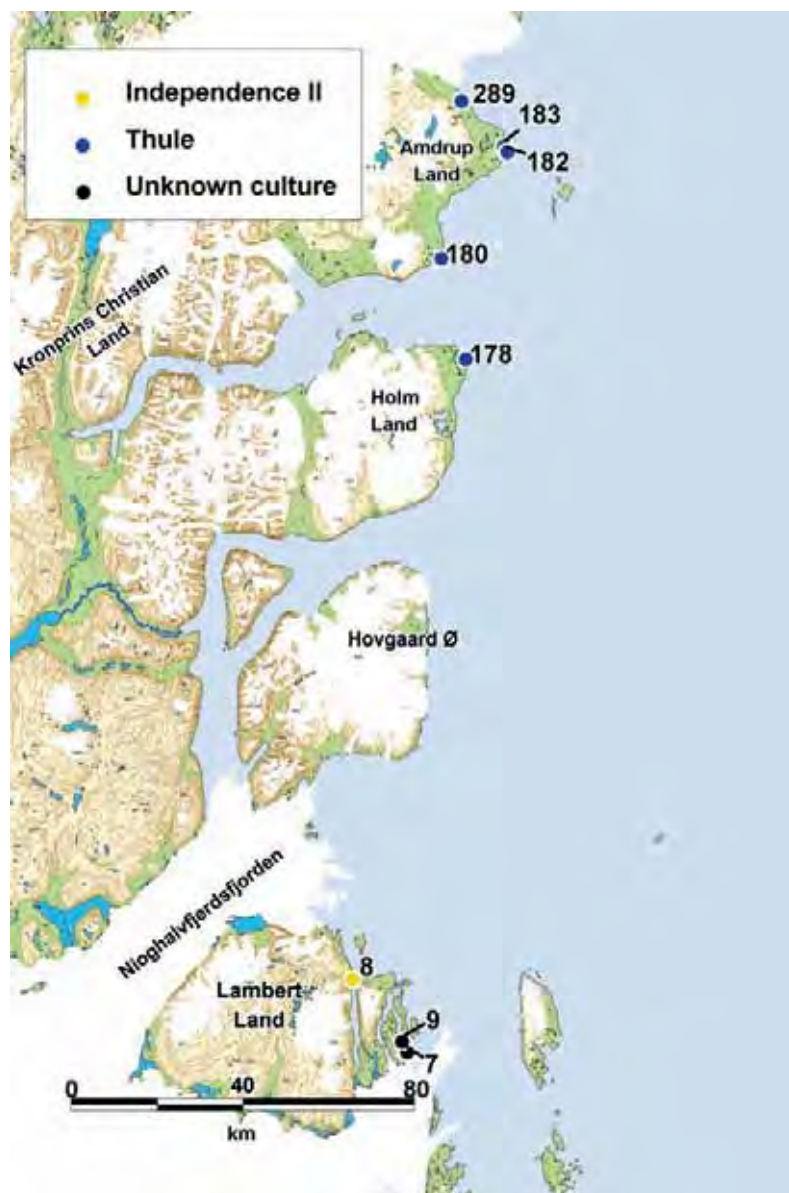 Independence II
Thule
Unknown culture
289
183
Amdrup
Land
182
180
Kronprins Christian
Land
178
Holm
Land
Hovgaard Ø
Nioghalvfjerdsfjorden
8
Lambert
Land
9
7
0 40 80
km